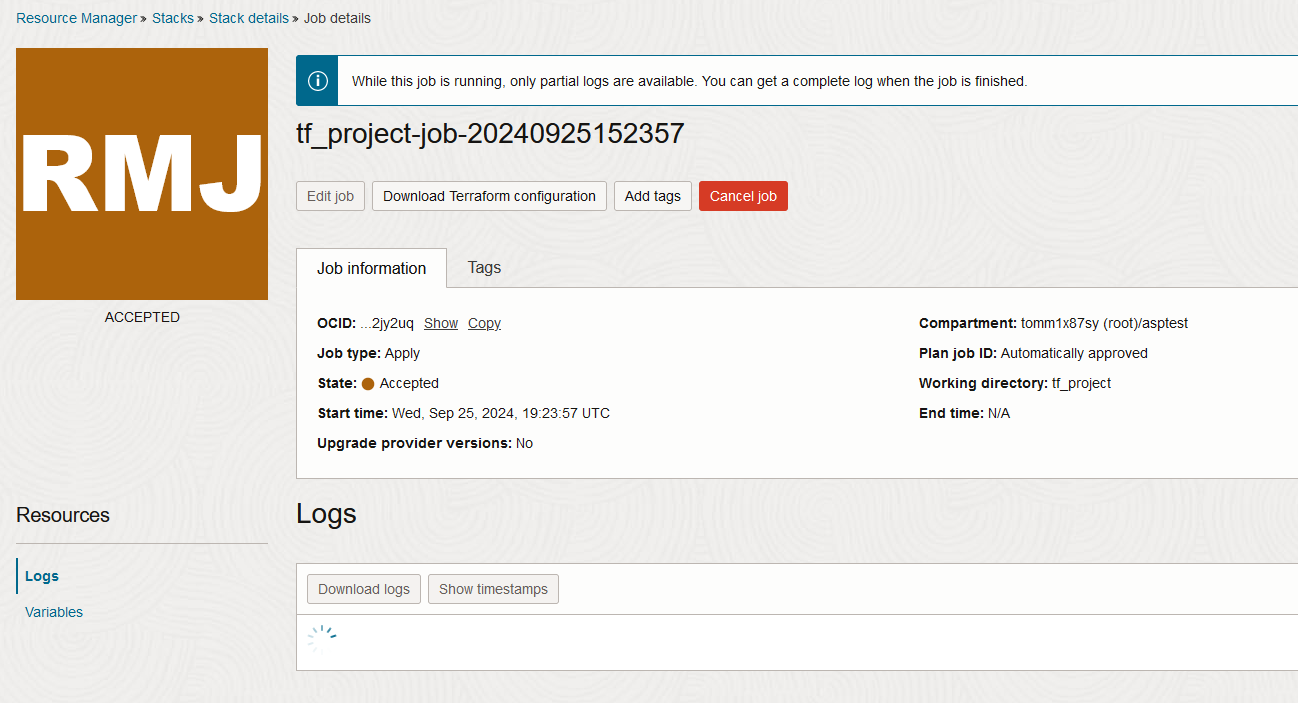 Resource Manager » Stacks » Stack details » Job details
RMJ
ACCEPTED
While this job is running, only partial logs are available. You can get a complete log when the job is finished.
tf_project-job-20240925152357
Edit job Download Terraform configuration Add tags Cancel job
Job information Tags
OCID: ...2jy2uq Show Copy
Job type: Apply
State: Accepted
Start time: Wed, Sep 25, 2024, 19:23:57 UTC
Upgrade provider versions: No
Compartment: tomm1x87sy (root)/asptest
Plan job ID: Automatically approved
Working directory: tf_project
End time: N/A
Resources
Logs
Variables
Logs
Download logs Show timestamps